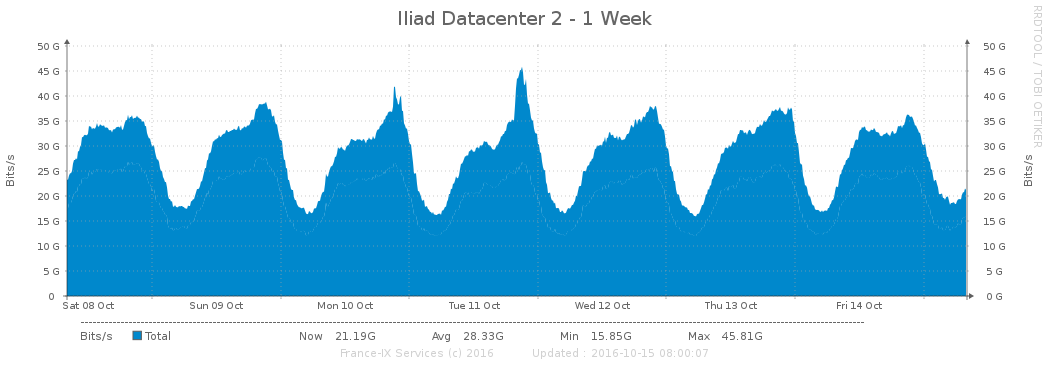 Iliad Datacenter 2 - 1 Week
RRDTOOL / TOBI OETIKER
Bits/s
50 G 50 G
45 G 45 G
40 G 40 G
35 G 35 G
30 G 30 G
25 G 25 G
20 G 20 G
15 G 15 G
10 G 10 G
5 G 5 G
0 0 G
Bits/s
Sat 08 Oct Sun 09 Oct Mon 10 Oct Tue 11 Oct Wed 12 Oct Thu 13 Oct Fri 14 Oct
Bits/s Total Now 21.19G Avg 28.33G Min 15.85G Max 45.81G
France-IX Services (c) 2016 Updated : 2016-10-15 08:00:07